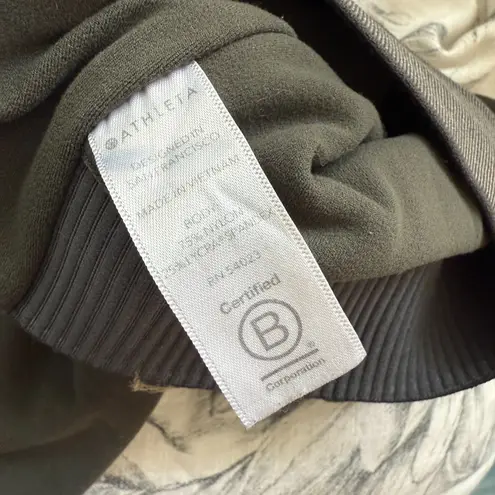 ATHLETA
DESIGNED IN
SAN FRANCISCO
MADE IN VIETNAM
BODY
75% NYLON
25% LYCRA® SPANDEX
RN 54023
Certified
B
®
Corporation